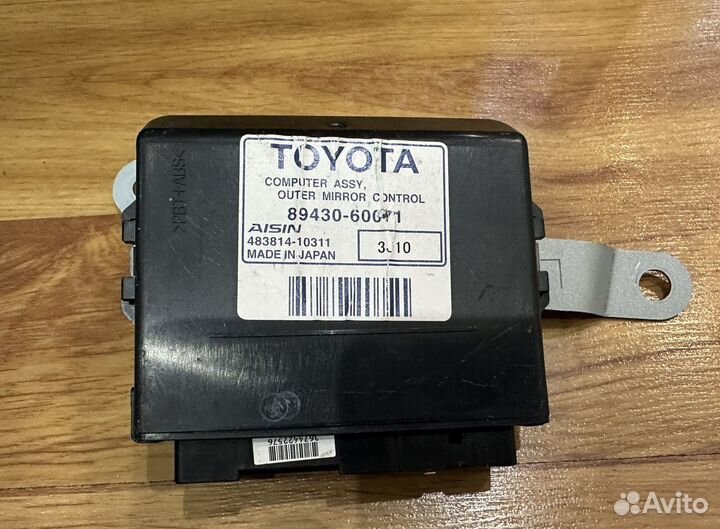 TOYOTA
COMPUTER ASSY,
OUTER MIRROR CONTROL
AISIN
483814-10311
MADE IN JAPAN
Avito